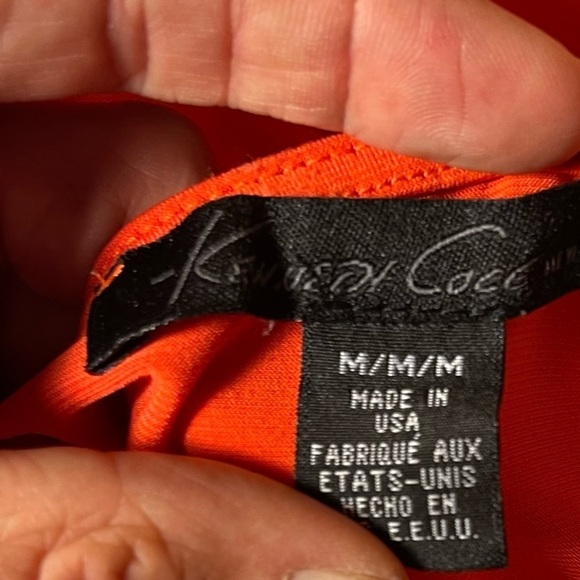 Kenneth Cole
M/M/M
MADE IN
USA
FABRIQUÉ AUX
ETATS-UNIS
HECHO EN
E.E.U.U.